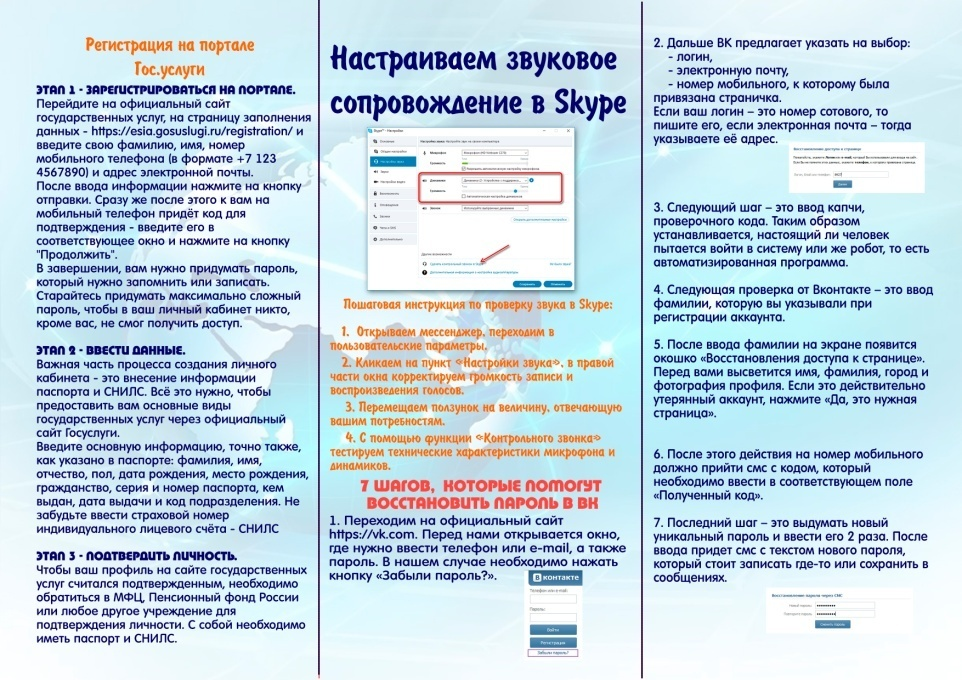 Регистрация на портале
Гос.услуги
ЭТАП 1 - ЗАРЕГИСТРИРОВАТЬСЯ НА ПОРТАЛЕ.
Перейдите на официальный сайт
государственных услуг, на страницу заполнения
данных - https://esia.gosuslugi.ru/registration/ и
введите свою фамилию, имя, номер
мобильного телефона (в формате +7 123
4567890) и адрес электронной почты.
После ввода информации нажмите на кнопку
отправки. Сразу же после этого к вам на
мобильный телефон придёт код для
подтверждения - введите его в
соответствующее окно и нажмите на кнопку
"Продолжить".
В завершении, вам нужно придумать пароль,
который нужно запомнить или записать.
Старайтесь придумать максимально сложный
пароль, чтобы в ваш личный кабинет никто,
кроме вас, не смог получить доступ.
ЭТАП 2 - ВВЕСТИ ДАННЫЕ.
Важная часть процесса создания личного
кабинета - это внесение информации
паспорта и СНИЛС. Всё это нужно, чтобы
предоставить вам основные виды
государственных услуг через официальный
сайт Госуслуги.
Введите основную информацию, точно также,
как указано в паспорте: фамилия, имя,
отчество, пол, дата рождения, место рождения,
гражданство, серия и номер паспорта, кем
выдан, дата выдачи и код подразделения. Не
забудьте ввести страховой номер
индивидуального лицевого счёта - СНИЛС
ЭТАП 3 - ПОДТВЕРДИТЬ ЛИЧНОСТЬ.
Чтобы ваш профиль на сайте государственных
услуг считался подтвержденным, необходимо
обратиться в МФЦ, Пенсионный фонд России
или любое другое учреждение для
подтверждения личности. С собой необходимо
иметь паспорт и СНИЛС.
Настраиваем звуковое
сопровождение в Skype
Пошаговая инструкция по проверку звука в Skype:
1. Открываем мессенджер, переходим в
пользовательские параметры.
2. Кликаем на пункт «Настройки звука», в правой
части окна корректируем громкость записи и
воспроизведения голосов.
3. Перемещаем ползунок на величину, отвечающую
вашим потребностям.
4. С помощью функции «Контрольного звонка»
тестируем технические характеристики микрофона и
динамиков.
7 ШАГОВ, КОТОРЫЕ ПОМОГУТ
ВОССТАНОВИТЬ ПАРОЛЬ В ВК
1. Переходим на официальный сайт
https://vk.com. Перед нами открывается окно,
где нужно ввести телефон или e-mail, а также
пароль. В нашем случае необходимо нажать
кнопку «Забыли пароль?».
В контакте
Телефон или e-mail:
Пароль:
Войти
Регистрация
Забыли пароль?
2. Дальше ВК предлагает указать на выбор:
- логин,
- электронную почту,
- номер мобильного, к которому была
привязана страничка.
Если ваш логин – это номер сотового, то
пишите его, если электронная почта – тогда
указываете её адрес.
Восстановление доступа к странице
3. Следующий шаг – это ввод капчи,
проверочного кода. Таким образом
устанавливается, настоящий ли человек
пытается войти в систему или же робот, то есть
автоматизированная программа.
4. Следующая проверка от Вконтакте – это ввод
фамилии, которую вы указывали при
регистрации аккаунта.
5. После ввода фамилии на экране появится
окошко «Восстановления доступа к странице».
Перед вами высветится имя, фамилия, город и
фотография профиля. Если это действительно
утерянный аккаунт, нажмите «Да, это нужная
страница».
6. После этого действия на номер мобильного
должно прийти смс с кодом, который
необходимо ввести в соответствующем поле
«Полученный код».
7. Последний шаг – это выдумать новый
уникальный пароль и ввести его 2 раза. После
ввода придет смс с текстом нового пароля,
который стоит записать где-то или сохранить в
сообщениях.
Восстановление пароля через СМС
Новый пароль:
Повторите пароль:
Сменить пароль